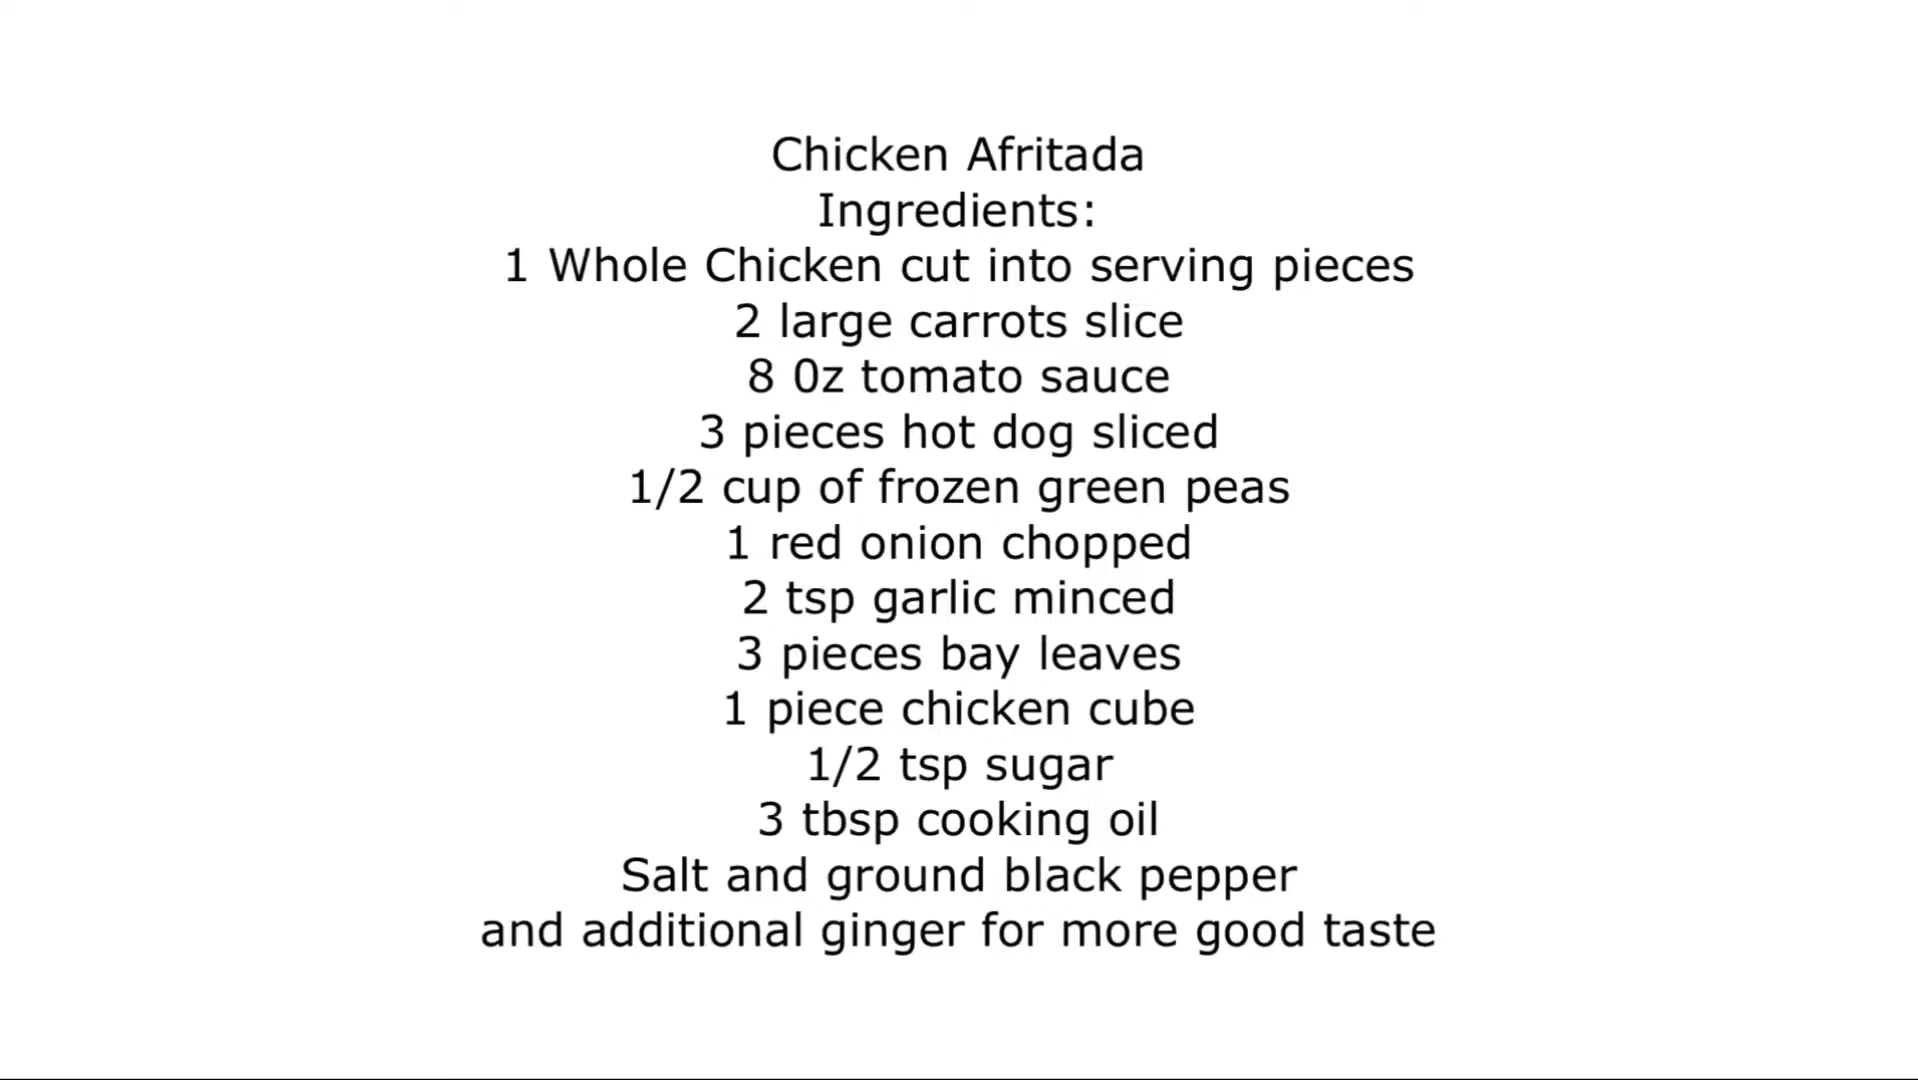 Chicken Afritada
Ingredients:
1 Whole Chicken cut into serving pieces
2 large carrots slice
8 0z tomato sauce
3 pieces hot dog sliced
1/2 cup of frozen green peas
1 red onion chopped
2 tsp garlic minced
3 pieces bay leaves
1 piece chicken cube
1/2 tsp sugar
3 tbsp cooking oil
Salt and ground black pepper
and additional ginger for more good taste